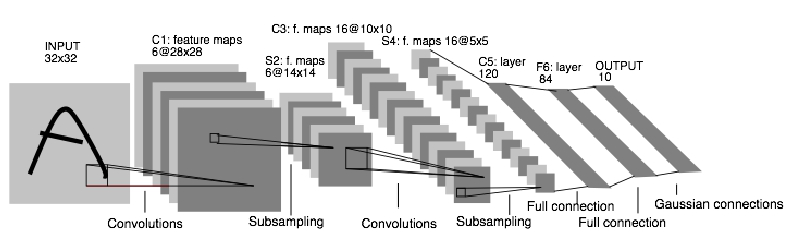 INPUT
32x32
C1: feature maps
6@28x28
S2: f. maps
6@14x14
C3: f. maps 16@10x10
S4: f. maps 16@5x5
C5: layer
120
F6: layer
84
OUTPUT
10
A
Convolutions
Subsampling
Convolutions
Subsampling
Full connection
Full connection
Gaussian connections